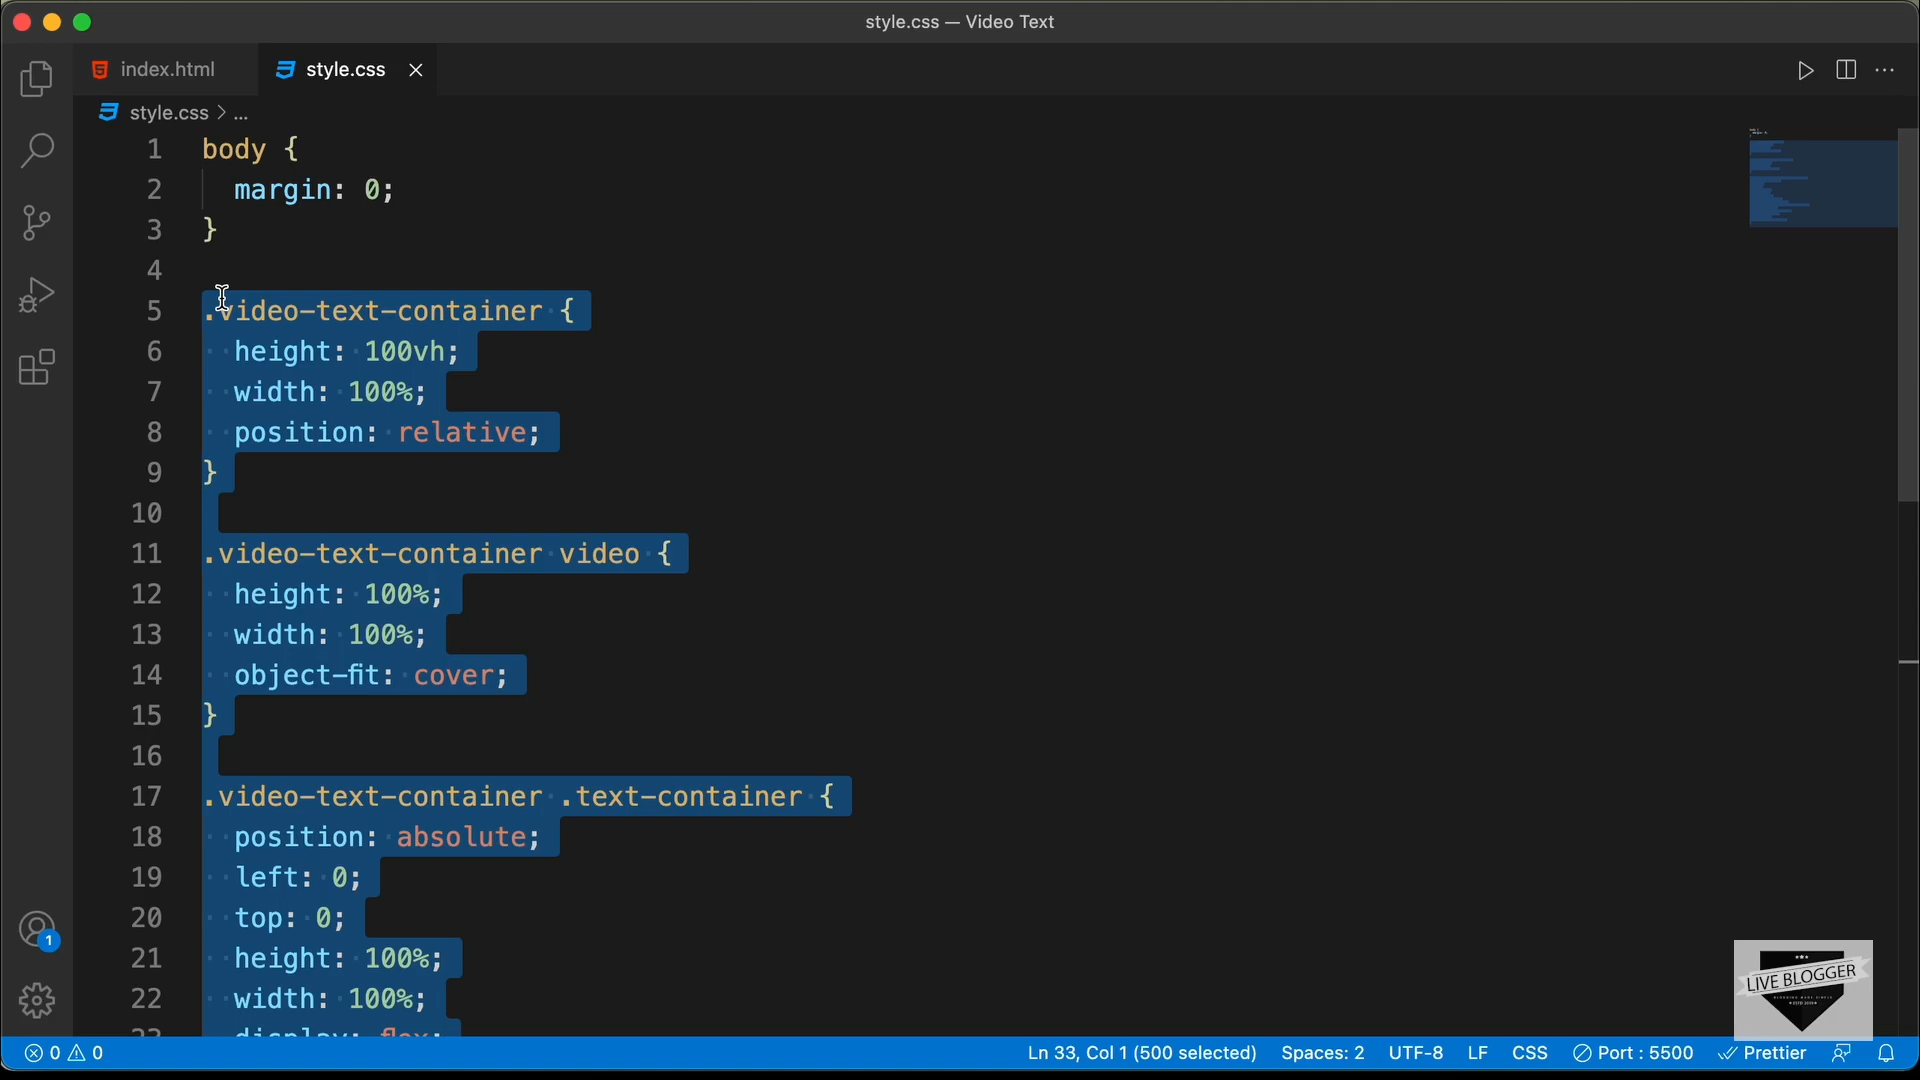 style.css — Video Text
index.html
style.css
style.css > ...
1 body {
2 margin: 0;
3 }
4
5 .video-text-container {
6 height: 100vh;
7 width: 100%;
8 position: relative;
9 }
10
11 .video-text-container video {
12 height: 100%;
13 width: 100%;
14 object-fit: cover;
15 }
16
17 .video-text-container .text-container {
18 position: absolute;
19 left: 0;
20 top: 0;
21 height: 100%;
22 width: 100%;
23 display: flex;
1
LIVE BLOGGER
0 0 Ln 33, Col 1 (500 selected) Spaces: 2 UTF-8 LF CSS Port : 5500 Prettier